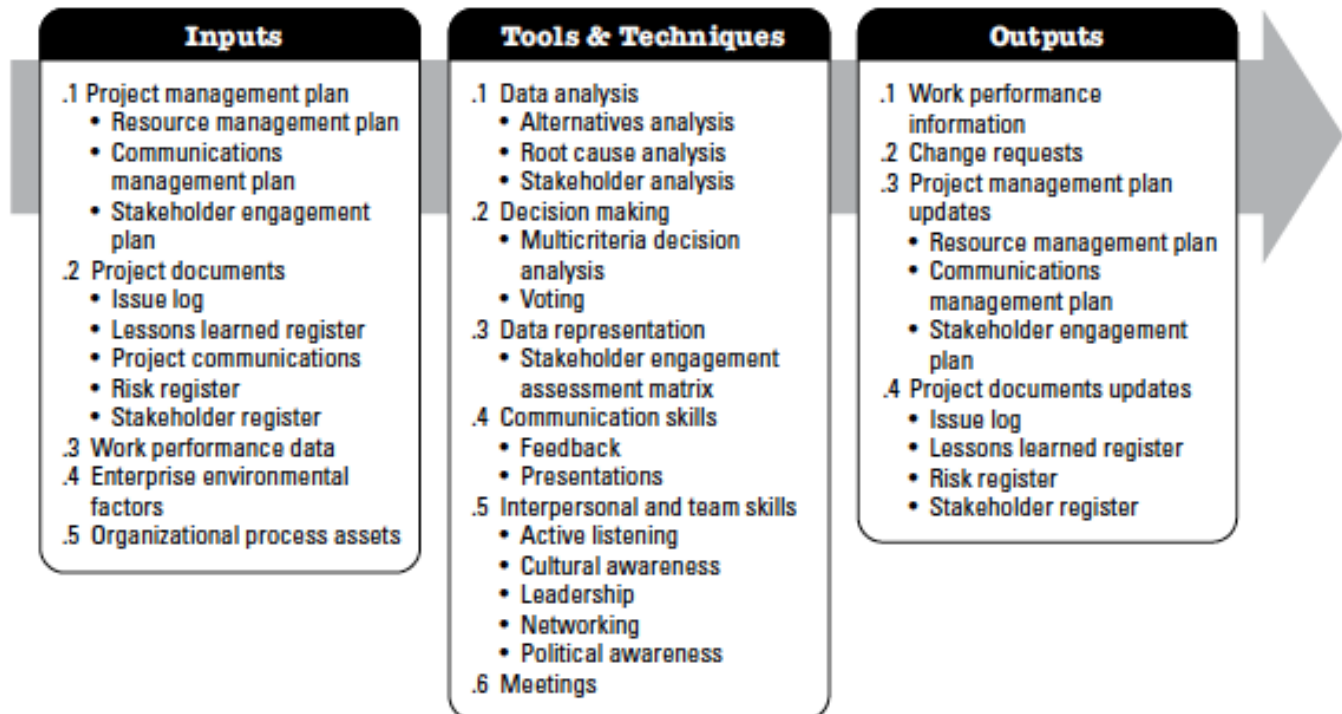 Inputs
.1 Project management plan
• Resource management plan
• Communications
management plan
• Stakeholder engagement
plan
.2 Project documents
• Issue log
• Lessons learned register
• Project communications
• Risk register
• Stakeholder register
.3 Work performance data
.4 Enterprise environmental
factors
.5 Organizational process assets
Tools & Techniques
.1 Data analysis
• Alternatives analysis
• Root cause analysis
• Stakeholder analysis
.2 Decision making
• Multicriteria decision
analysis
• Voting
.3 Data representation
• Stakeholder engagement
assessment matrix
.4 Communication skills
• Feedback
• Presentations
.5 Interpersonal and team skills
• Active listening
• Cultural awareness
• Leadership
• Networking
• Political awareness
.6 Meetings
Outputs
.1 Work performance
information
.2 Change requests
.3 Project management plan
updates
• Resource management plan
• Communications
management plan
• Stakeholder engagement
plan
.4 Project documents updates
• Issue log
• Lessons learned register
• Risk register
• Stakeholder register